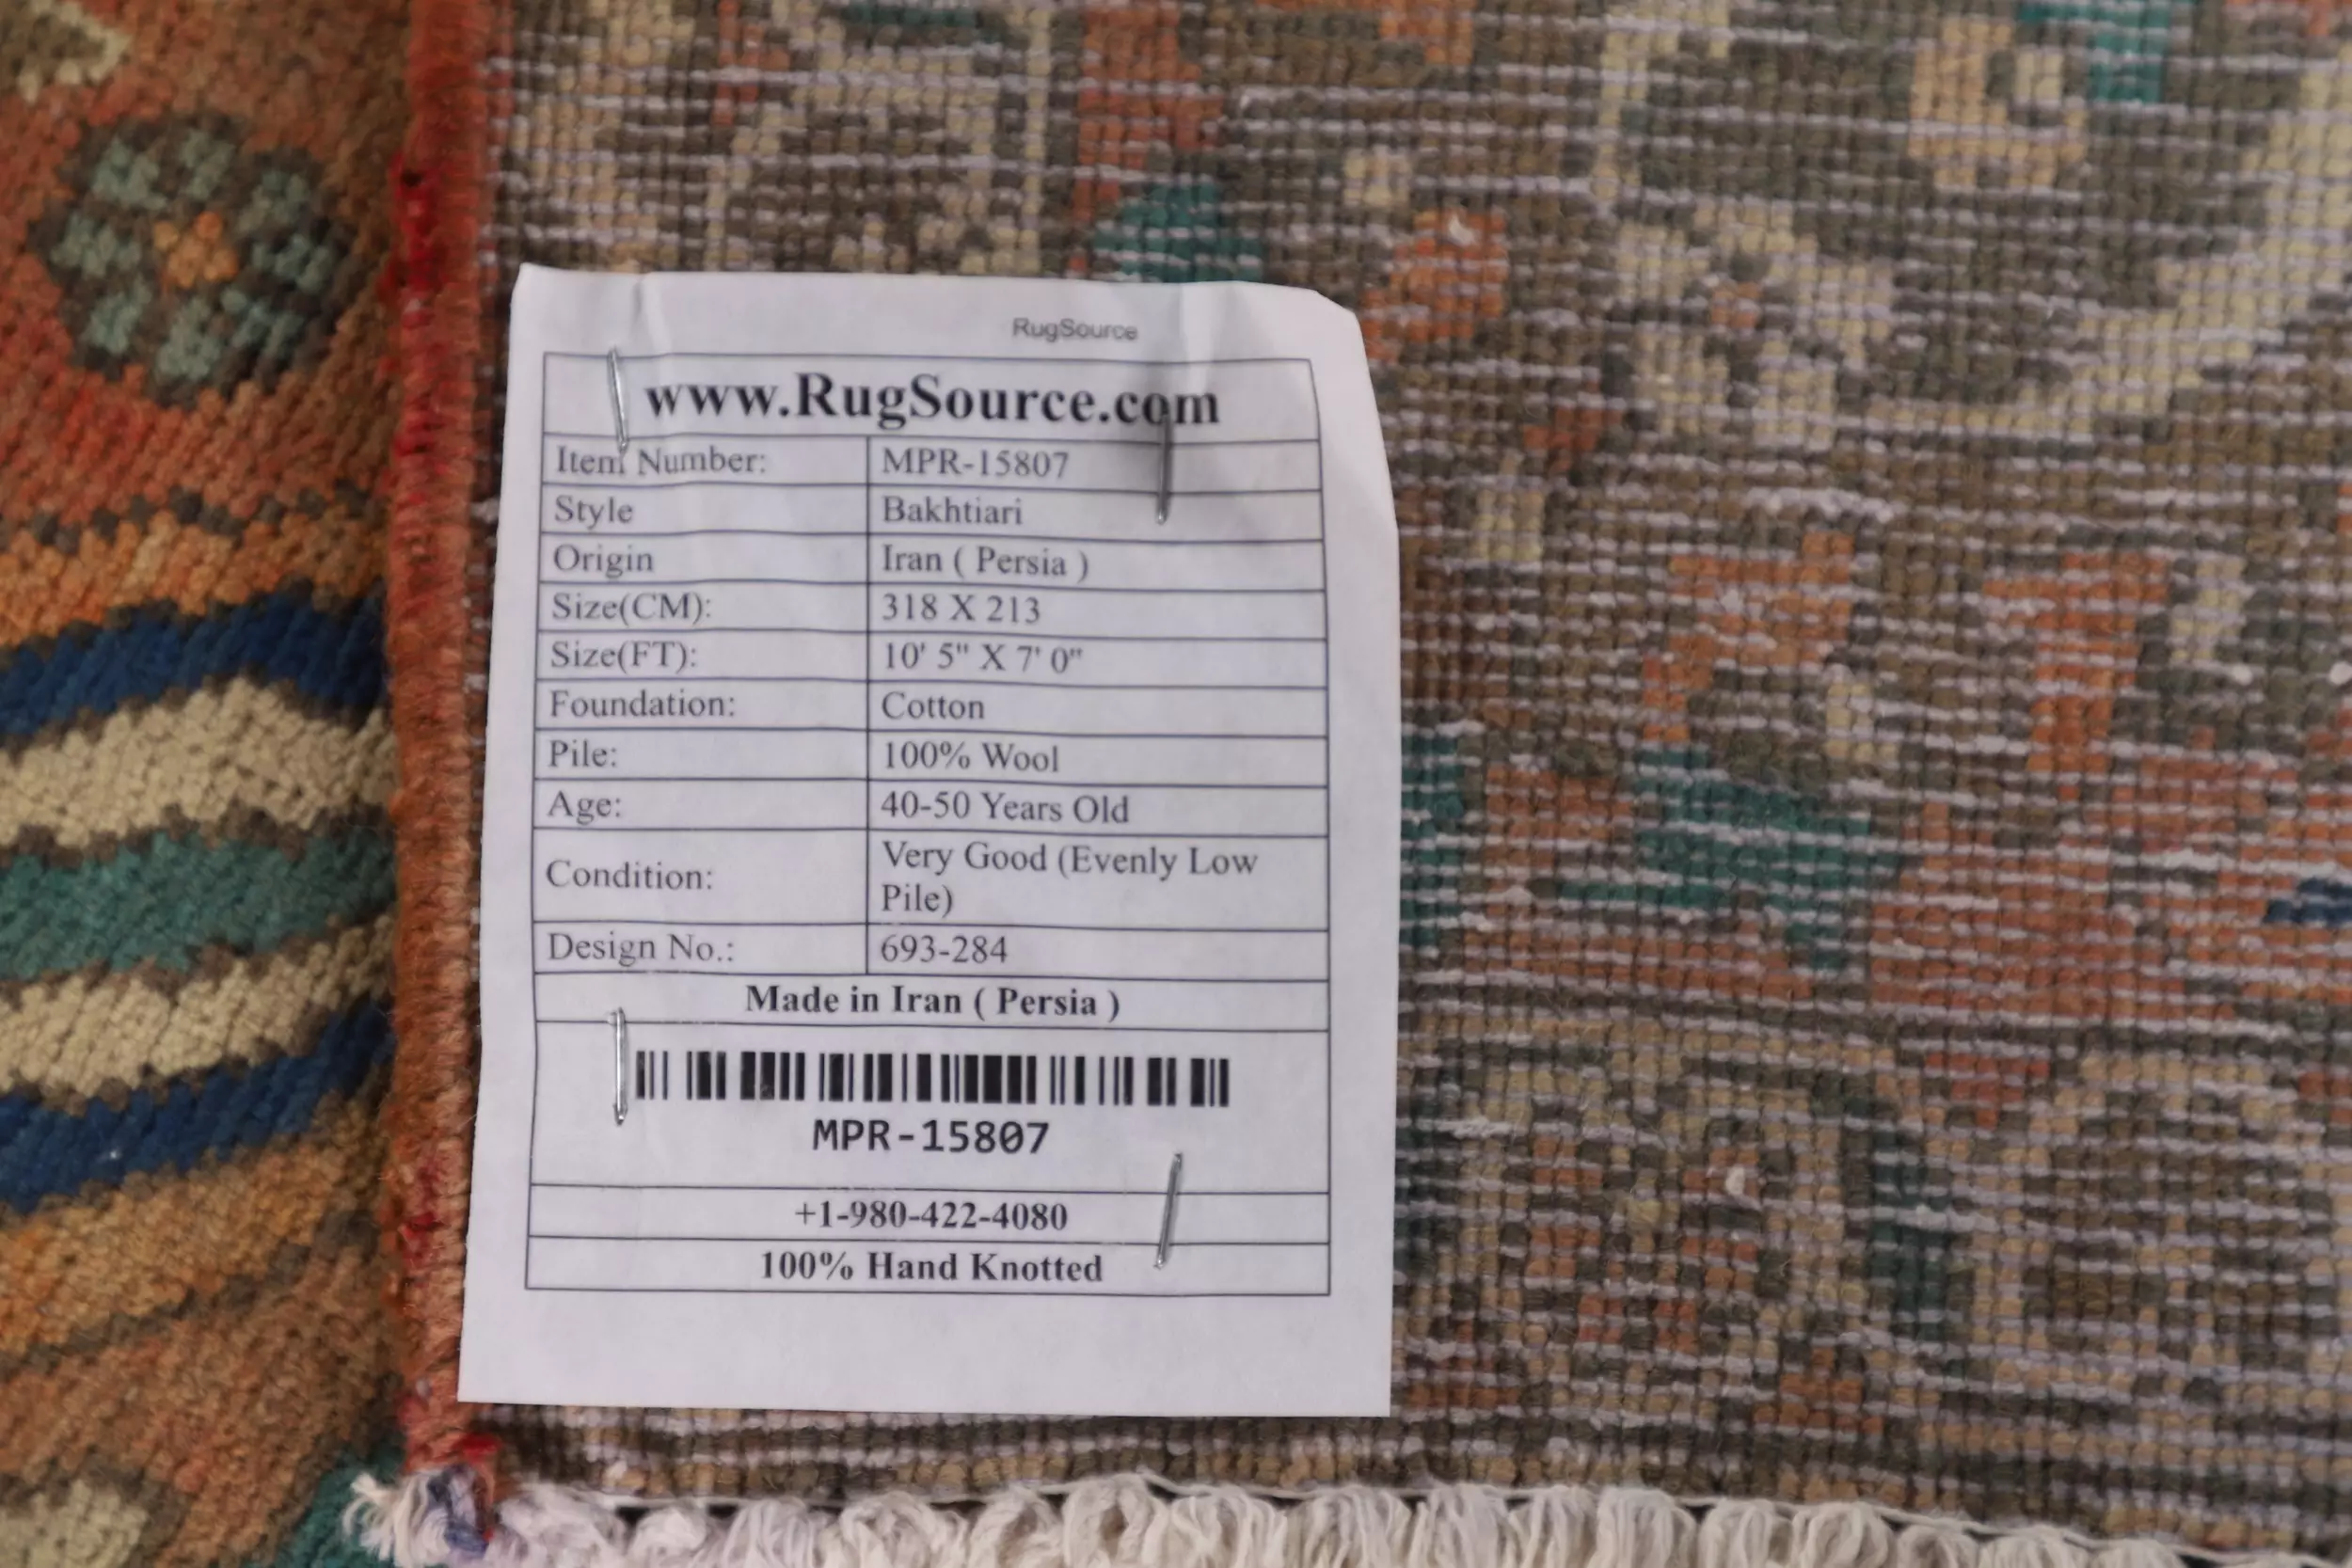 RugSource
www.RugSource.com
Item Number: MPR-15807
Style Bakhtiari
Origin Iran ( Persia )
Size(CM): 318 X 213
Size(FT): 10' 5" X 7' 0"
Foundation: Cotton
Pile: 100% Wool
Age: 40-50 Years Old
Condition: Very Good (Evenly Low
Pile)
Design No.: 693-284
Made in Iran ( Persia )
MPR-15807
+1-980-422-4080
100% Hand Knotted